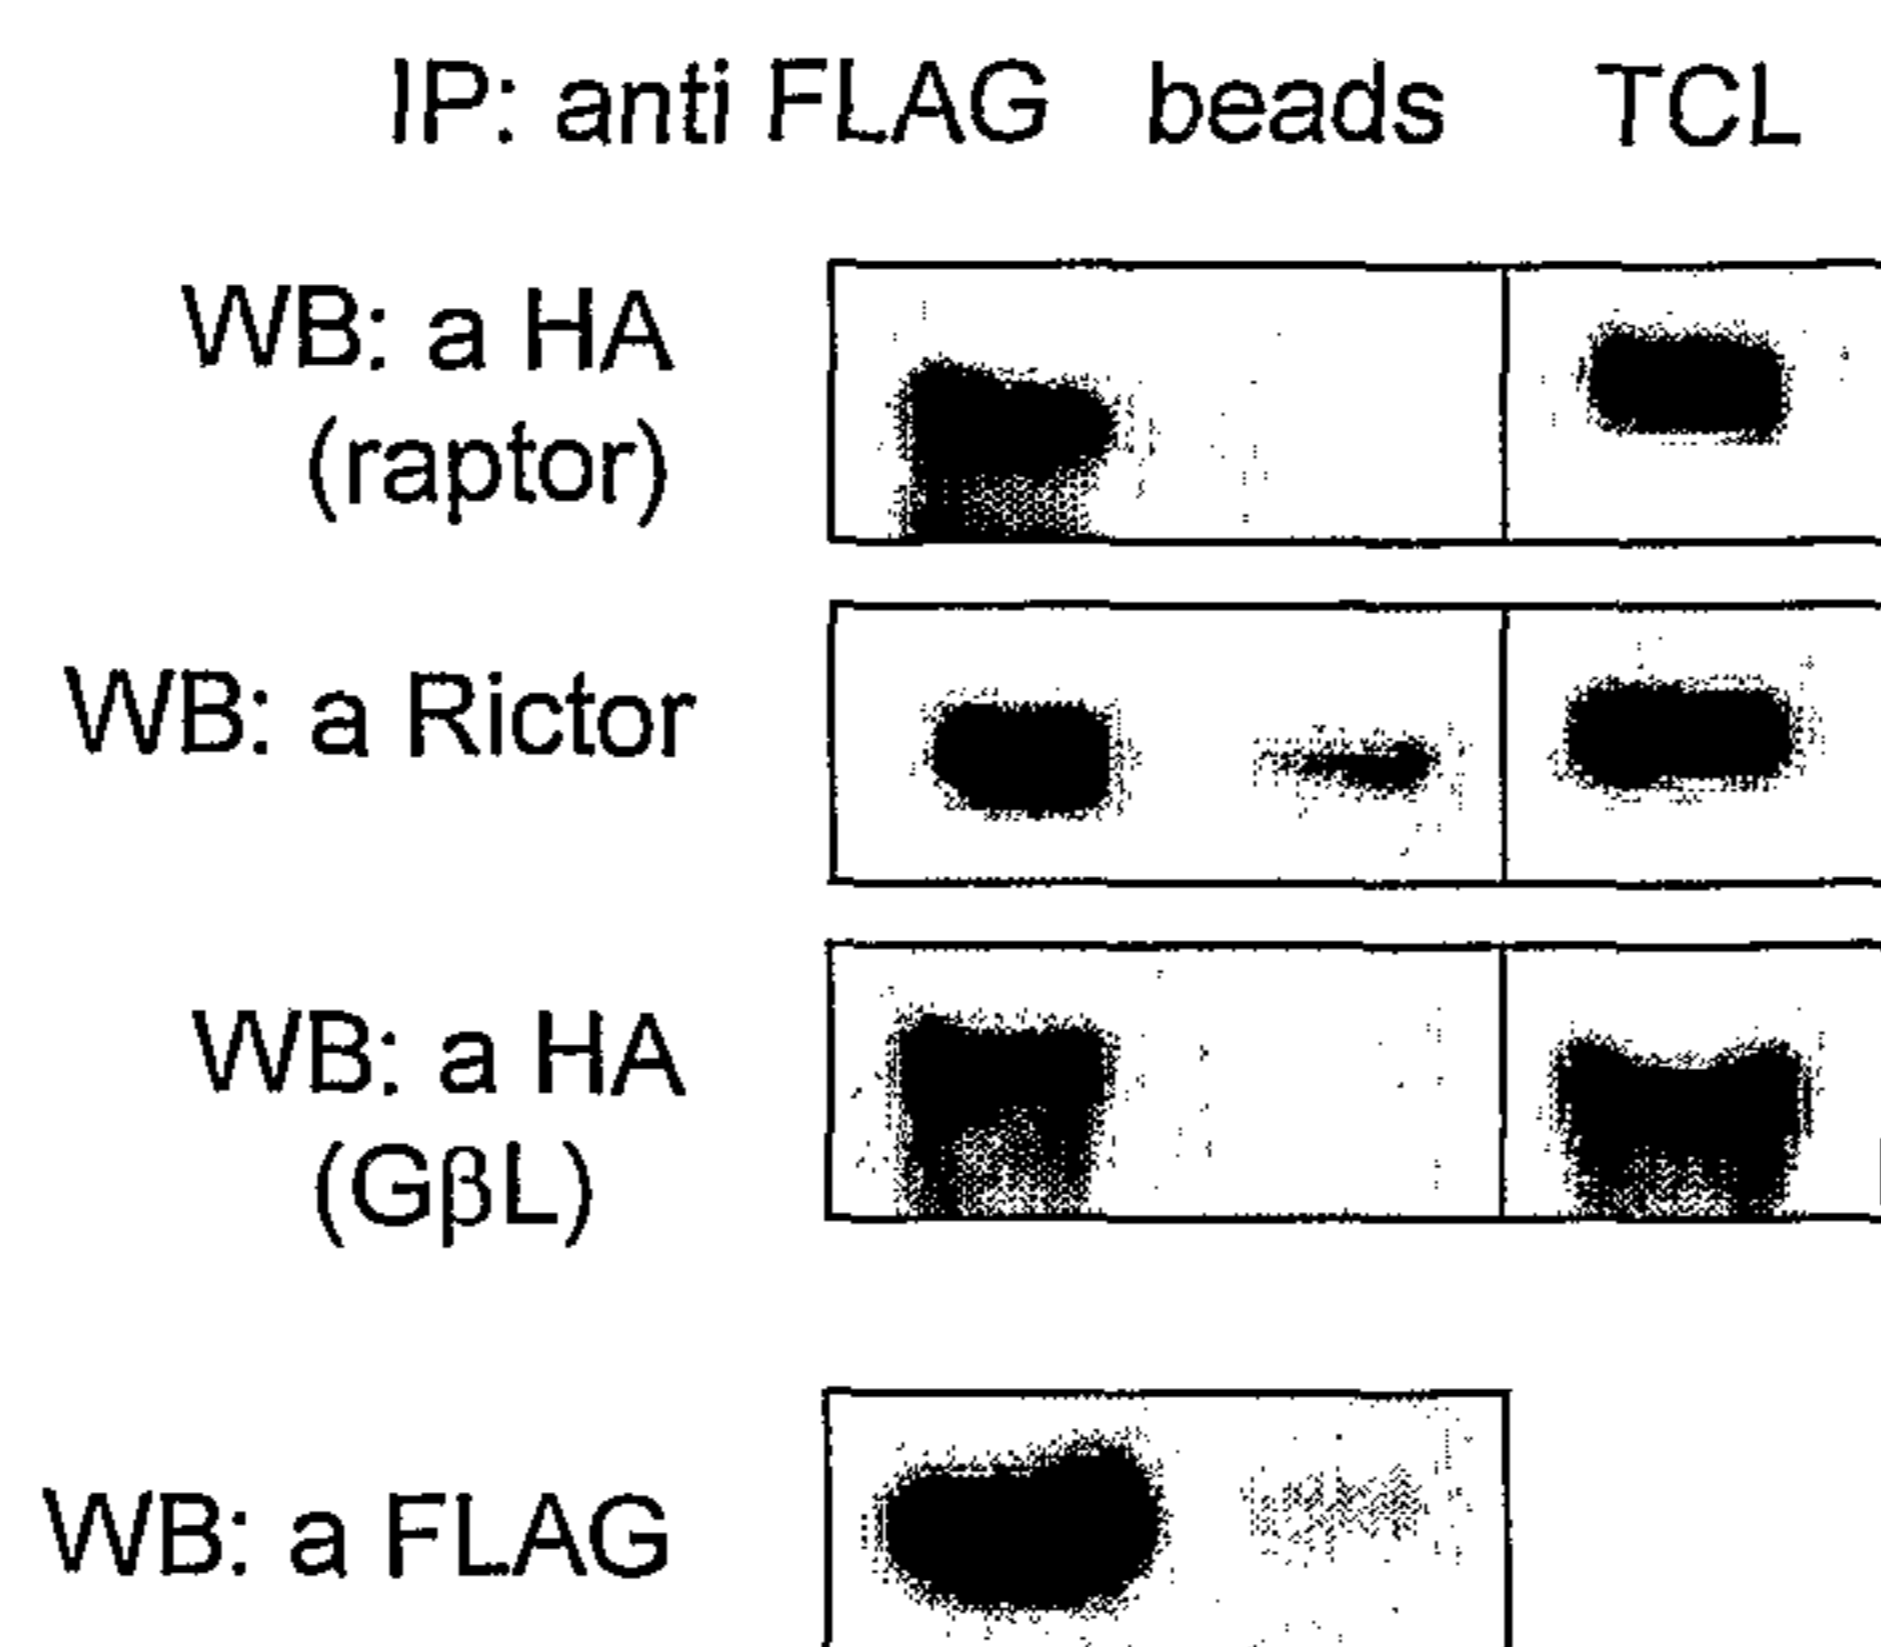 IP: anti FLAG beads TCL
WB: a HA
(raptor)
WB: a Rictor
WB: a HA
(GβL)
WB: a FLAG